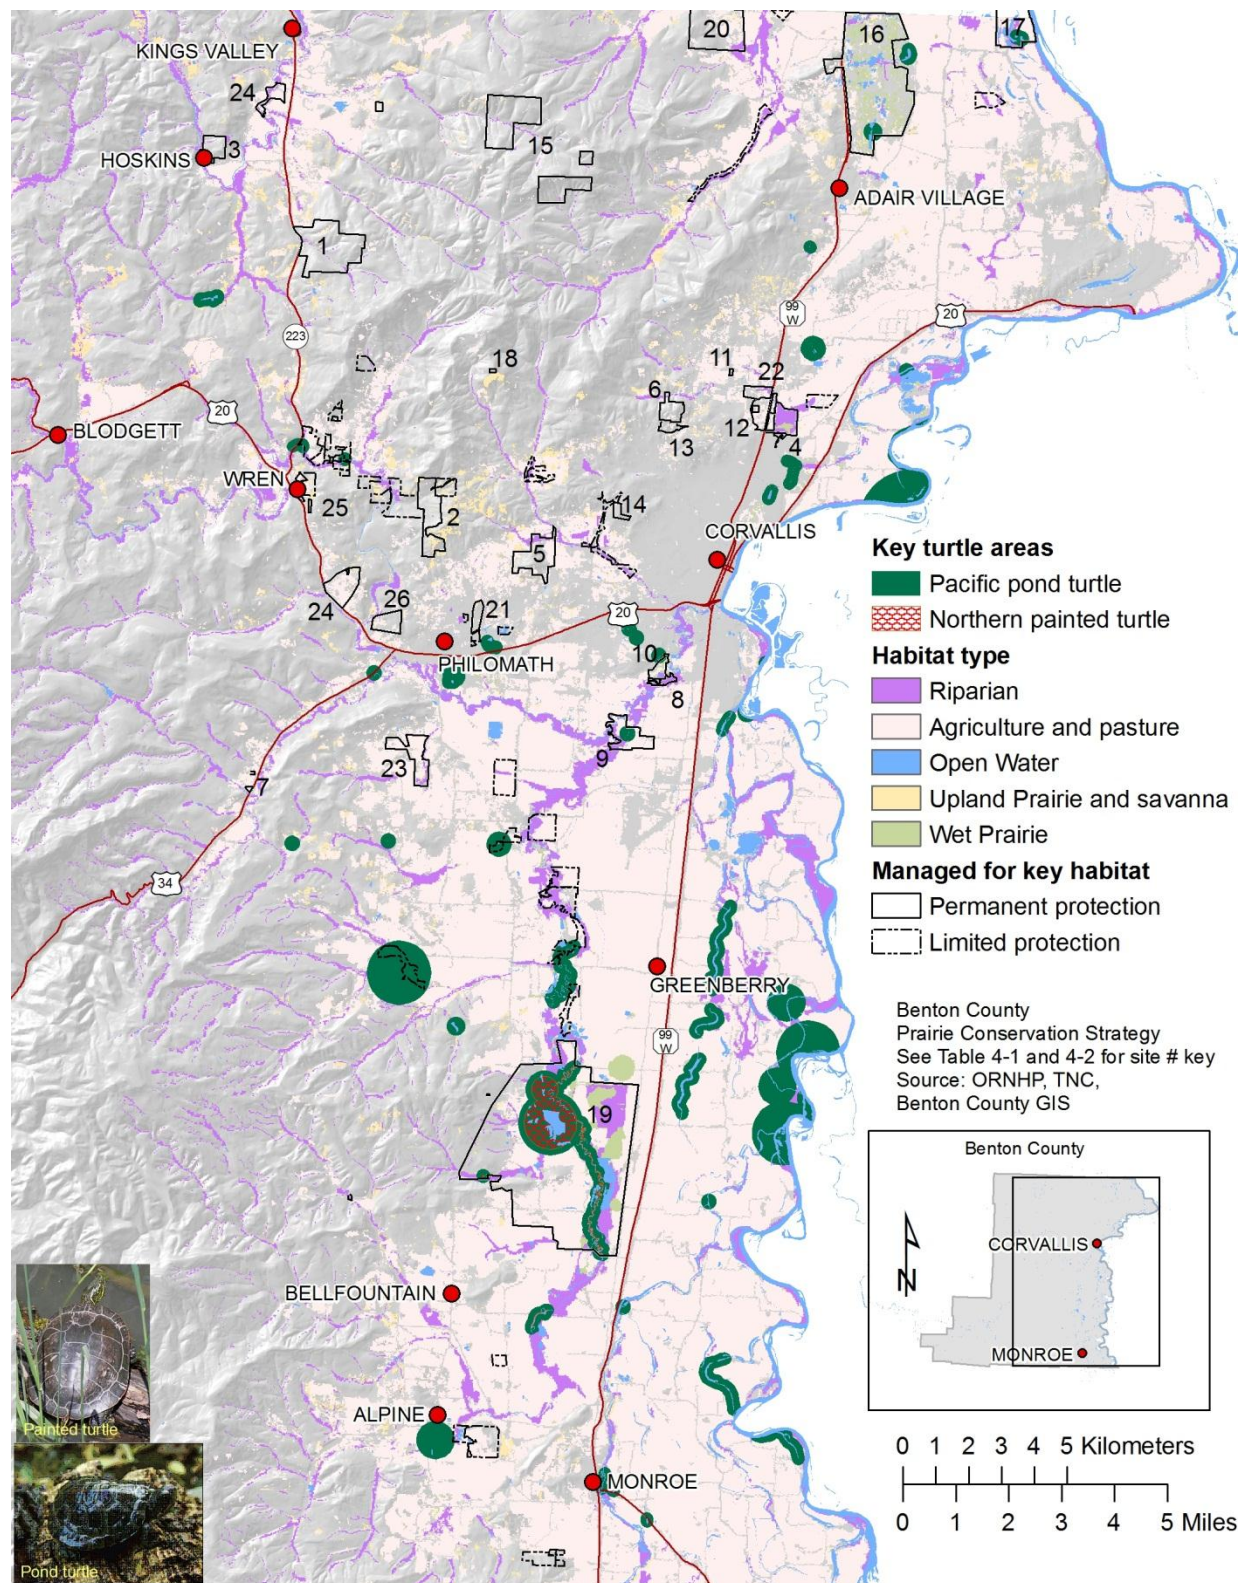 KINGS VALLEY
20
16
17
24
15
HOSKINS
3
ADAIR VILLAGE
1
99
W
20
223
18
11
22
6
20
12
BLODGETT
13
4
WREN
25
2
14
CORVALLIS
5
24
26
21
20
PHILOMATH
10
8
9
23
7
34
GREENBERRY
99
W
19
BELLFOUNTAIN
ALPINE
MONROE
Key turtle areas
Pacific pond turtle
Northern painted turtle
Habitat type
Riparian
Agriculture and pasture
Open Water
Upland Prairie and savanna
Wet Prairie
Managed for key habitat
Permanent protection
Limited protection
Benton County
Prairie Conservation Strategy
See Table 4-1 and 4-2 for site # key
Source: ORNHP, TNC,
Benton County GIS
Benton County
CORVALLIS
MONROE
N
0 1 2 3 4 5 Kilometers
0 1 2 3 4 5 Miles
Painted turtle
Pond turtle